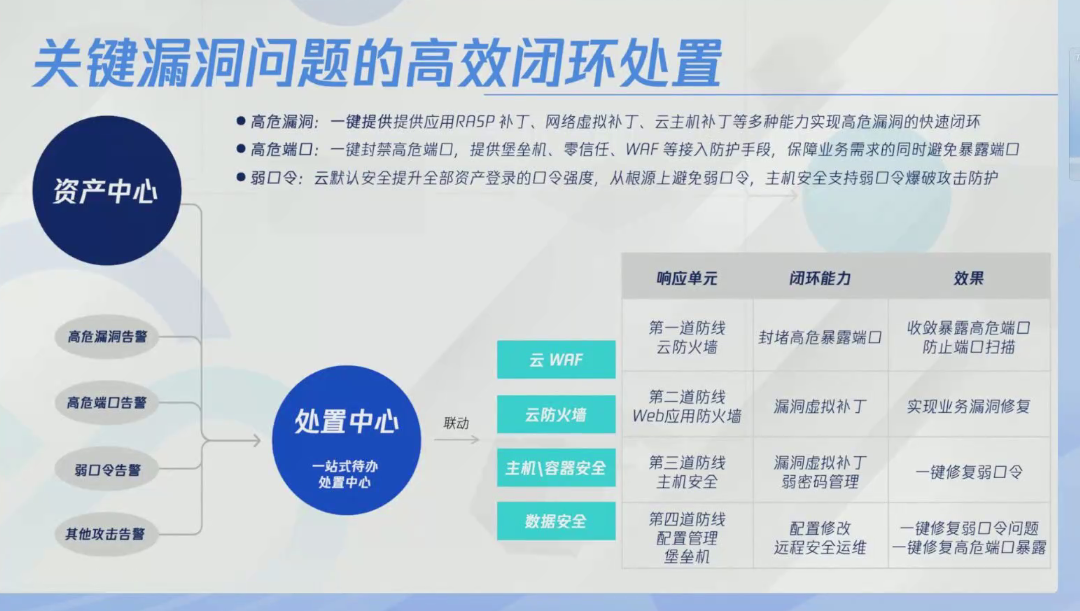 关键漏洞问题的高效闭环处置
● 高危漏洞：一键提供提供应用RASP 补丁、网络虚拟补丁、云主机补丁等多种能力实现高危漏洞的快速闭环
● 高危端口：一键封禁高危端口，提供堡垒机、零信任、WAF 等接入防护手段，保障业务需求的同时避免暴露端口
● 弱口令：云默认安全提升全部资产登录的口令强度，从根源上避免弱口令，主机安全支持弱口令爆破攻击防护
资产中心
高危漏洞告警
高危端口告警
弱口令告警
其他攻击告警
处置中心
一站式待办
处置中心
联动
云 WAF
云防火墙
主机\容器安全
数据安全
响应单元 闭环能力 效果
第一道防线
云防火墙
封堵高危暴露端口
收敛暴露高危端口
防止端口扫描
第二道防线
Web应用防火墙
漏洞虚拟补丁
实现业务漏洞修复
第三道防线
主机安全
漏洞虚拟补丁
弱密码管理
一键修复弱口令
第四道防线
配置管理
堡垒机
配置修改
远程安全运维
一键修复弱口令问题
一键修复高危端口暴露